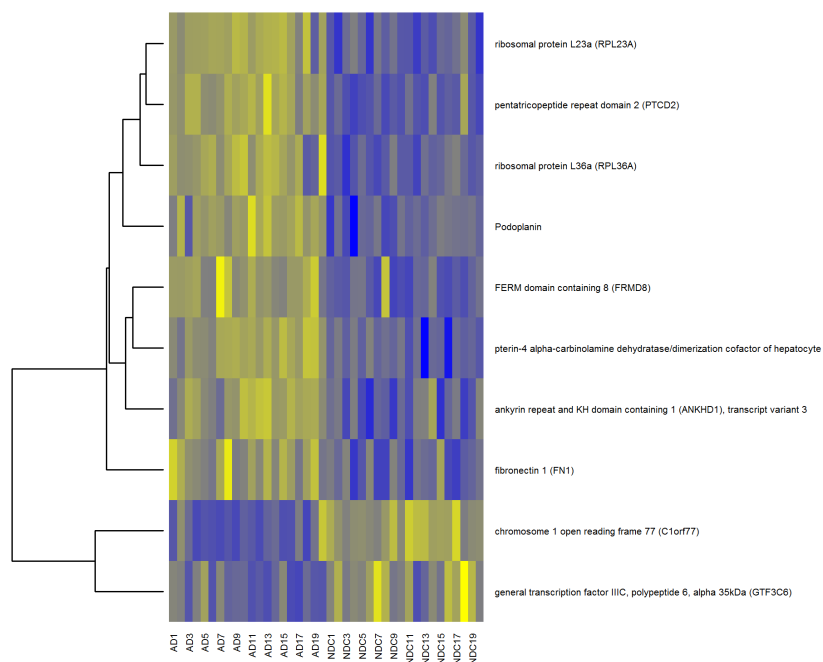 ribosomal protein L23a (RPL23A)
pentatricopeptide repeat domain 2 (PTCD2)
ribosomal protein L36a (RPL36A)
Podoplanin
FERM domain containing 8 (FRMD8)
pterin-4 alpha-carbinolamine dehydratase/dimerization cofactor of hepatocyte
ankyrin repeat and KH domain containing 1 (ANKHD1), transcript variant 3
fibronectin 1 (FN1)
chromosome 1 open reading frame 77 (C1orf77)
general transcription factor IIIC, polypeptide 6, alpha 35kDa (GTF3C6)
AD1 AD3 AD5 AD7 AD9 AD11 AD13 AD15 AD17 AD19 NDC1 NDC3 NDC5 NDC7 NDC9 NDC11 NDC13 NDC15 NDC17 NDC19